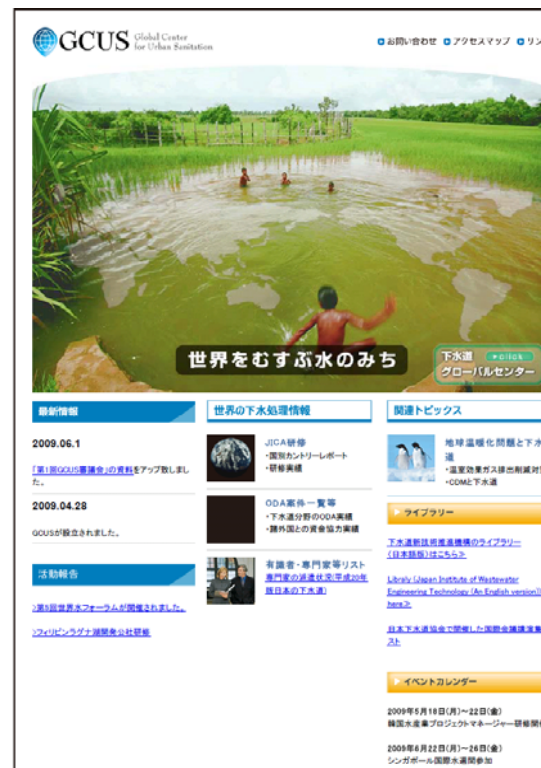 GCUS Global Center
for Urban Sanitation
お問い合わせ アクセスマップ リン
世界をむすぶ水のみち
下水道 click
グローバルセンター
最新情報
2009.06.1
「第1回GCUS審議会」の資料をアップ致しまし
た。
2009.04.28
GCUSが設立されました。
活動報告
>第5回世界水フォーラムが開催されました。
>フィリピンラグナ湖開発公社研修
世界の下水処理情報
JICA研修
・国別カントリーレポート
・研修実績
ODA案件一覧等
・下水道分野のODA実績
・諸外国との資金協力実績
有識者・専門家等リスト
専門家の派遣状況(平成20年
版日本の下水道)
関連トピックス
地球温暖化問題と下水
道
・温室効果ガス排出削減対
・CDMと下水道
ライブラリー
下水道新技術推進機構のライブラリー
(日本語版)はこちら≫
Libraly (Japan Institute of Wastewater
Engineering Technology (An English version)
here≫
日本下水道協会で開催した国際会議講演集
スト
イベントカレンダー
2009年5月18日(月)～22日(金)
韓国水産業プロジェクトマネージャー研修開
2009年6月22日(月)～26日(金)
シンガポール国際水週間参加